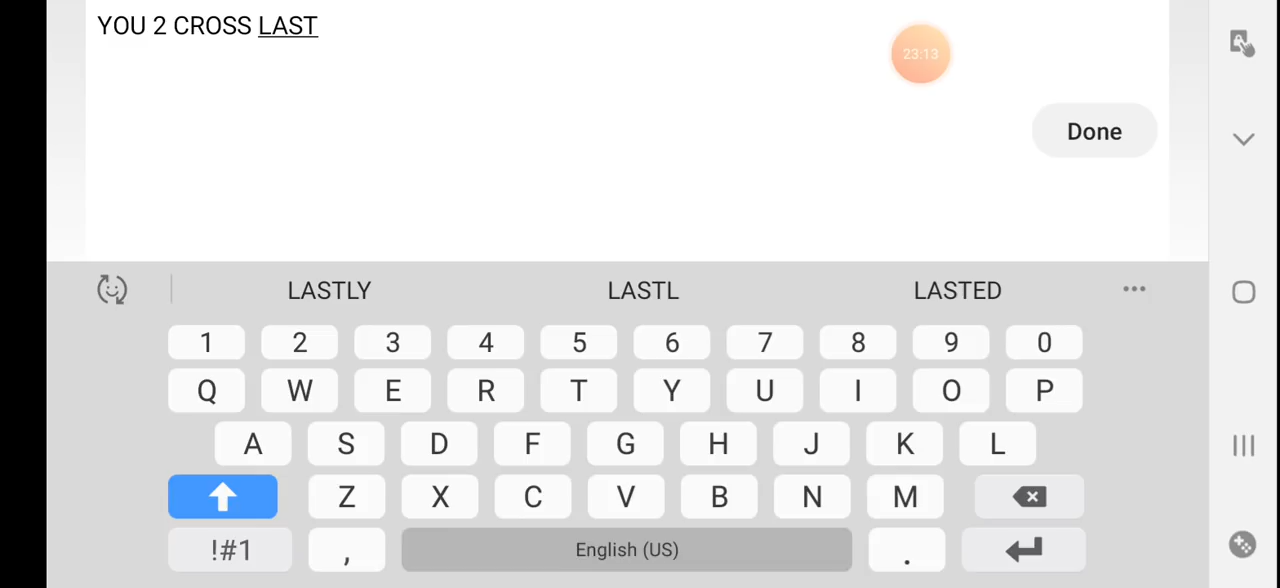 YOU 2 CROSS LAST
23:13
Done
LASTLY LASTL LASTED
1 2 3 4 5 6 7 8 9 0
Q W E R T Y U I O P
A S D F G H J K L
Z X C V B N M
!#1 , English (US) .